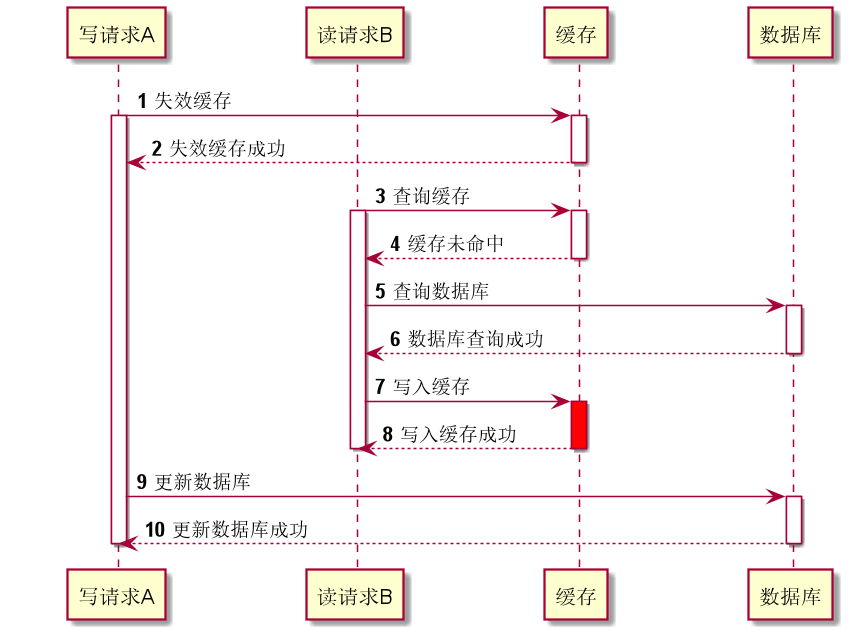 写请求A 读请求B 缓存 数据库
1 失效缓存
2 失效缓存成功
3 查询缓存
4 缓存未命中
5 查询数据库
6 数据库查询成功
7 写入缓存
8 写入缓存成功
9 更新数据库
10 更新数据库成功
写请求A 读请求B 缓存 数据库